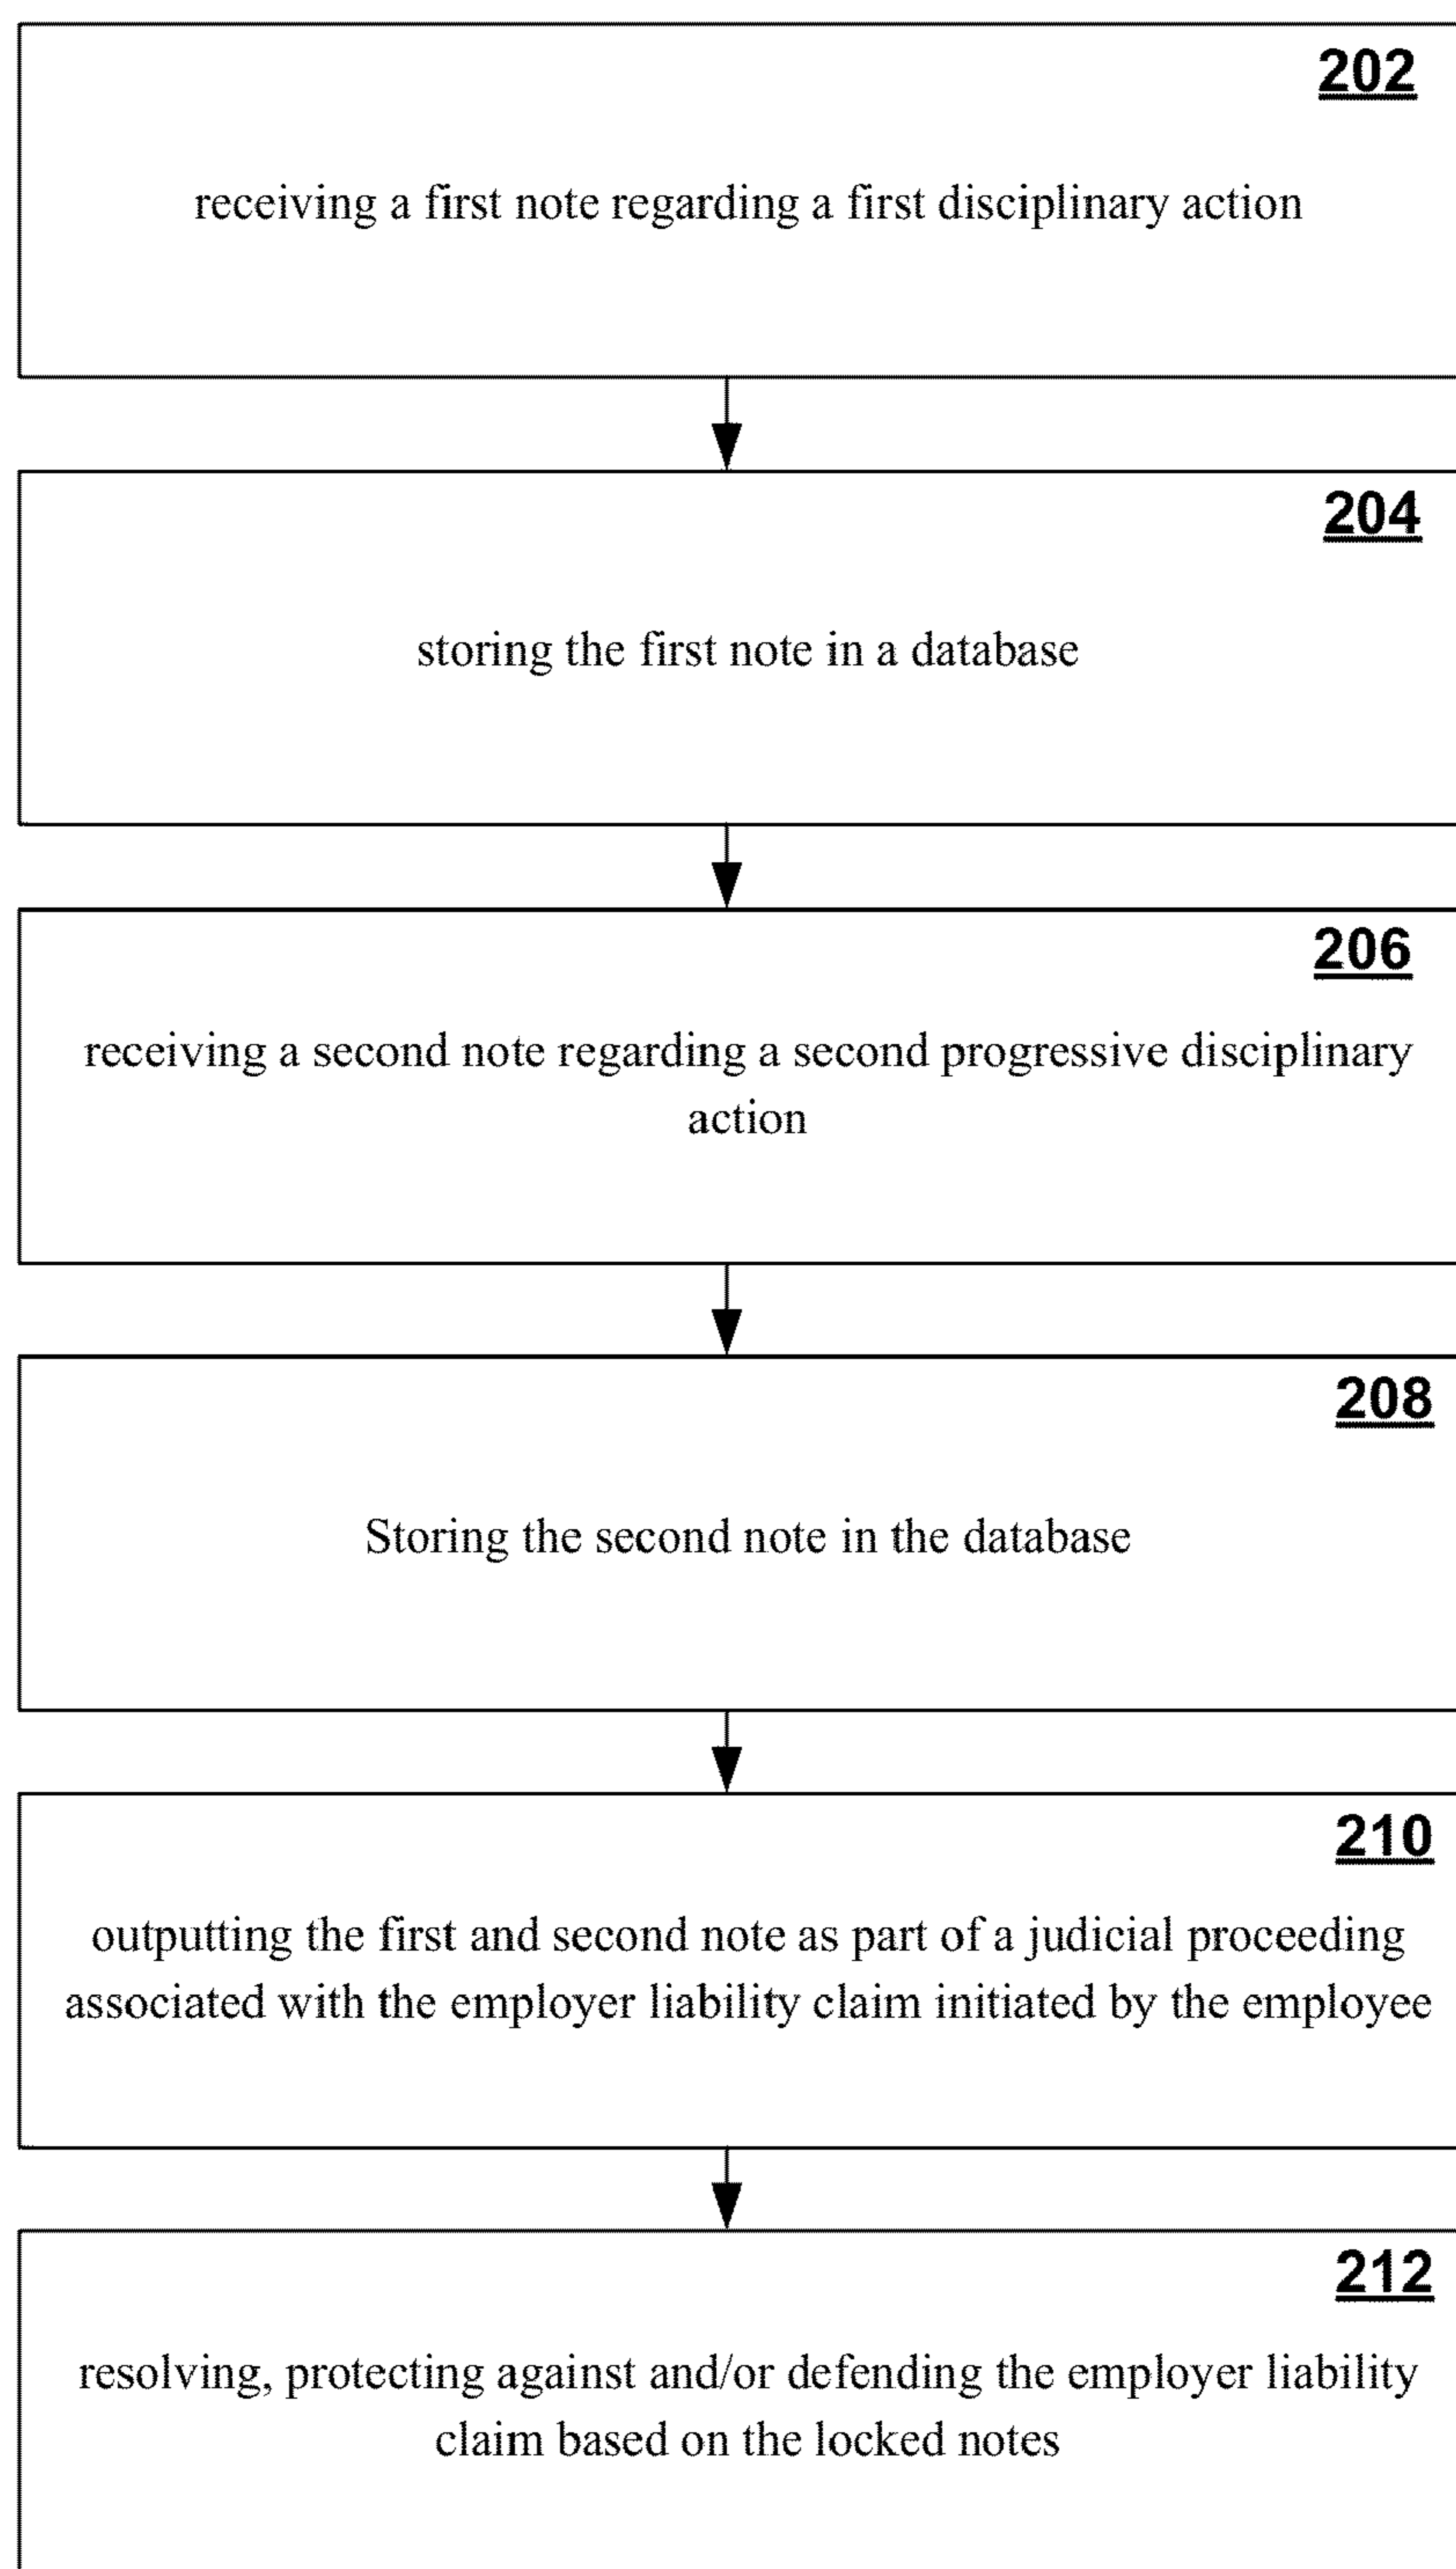 202
receiving a first note regarding a first disciplinary action
204
storing the first note in a database
206
receiving a second note regarding a second progressive disciplinary
action
208
Storing the second note in the database
210
outputting the first and second note as part of a judicial proceeding
associated with the employer liability claim initiated by the employee
212
resolving, protecting against and/or defending the employer liability
claim based on the locked notes